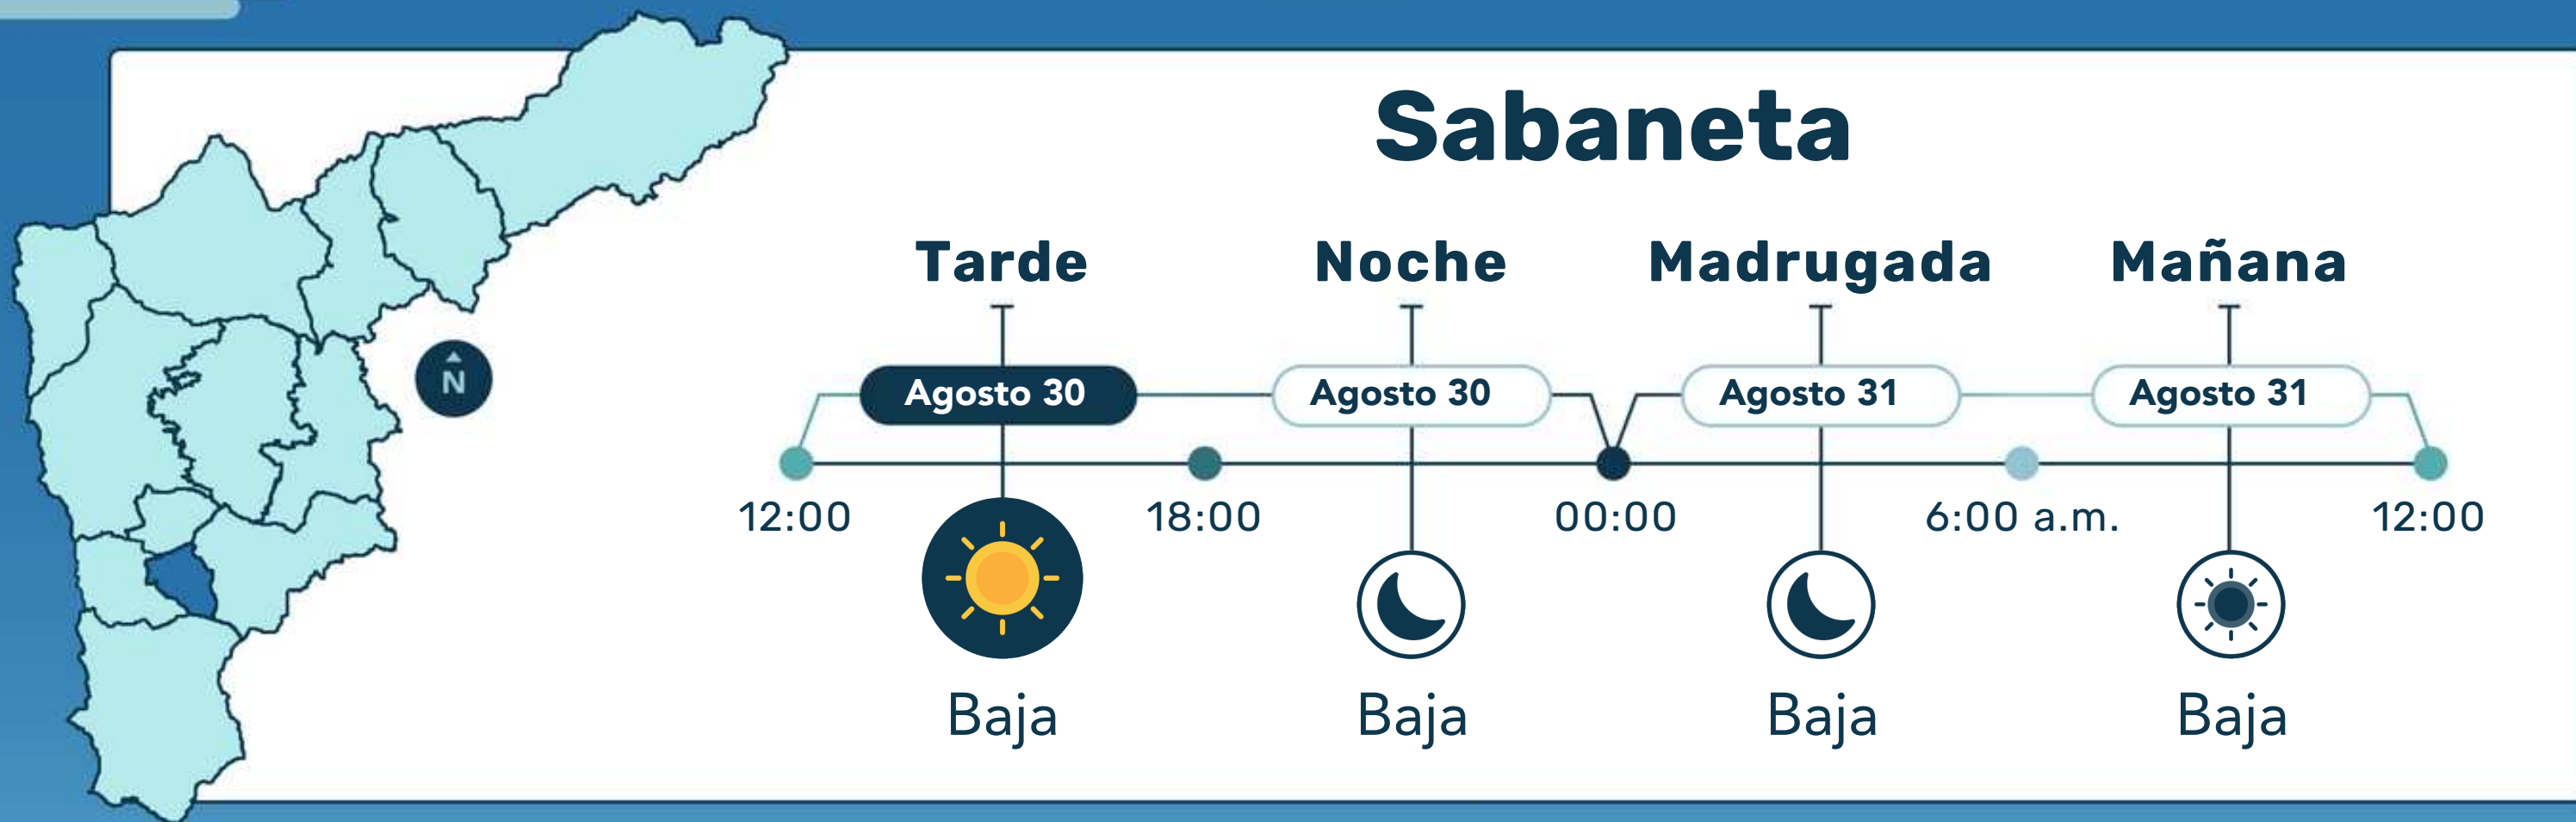 Sabaneta
Tarde Noche Madrugada Mañana
N
Agosto 30 Agosto 30 Agosto 31 Agosto 31
12:00 18:00 00:00 6:00 a.m. 12:00
Baja Baja Baja Baja